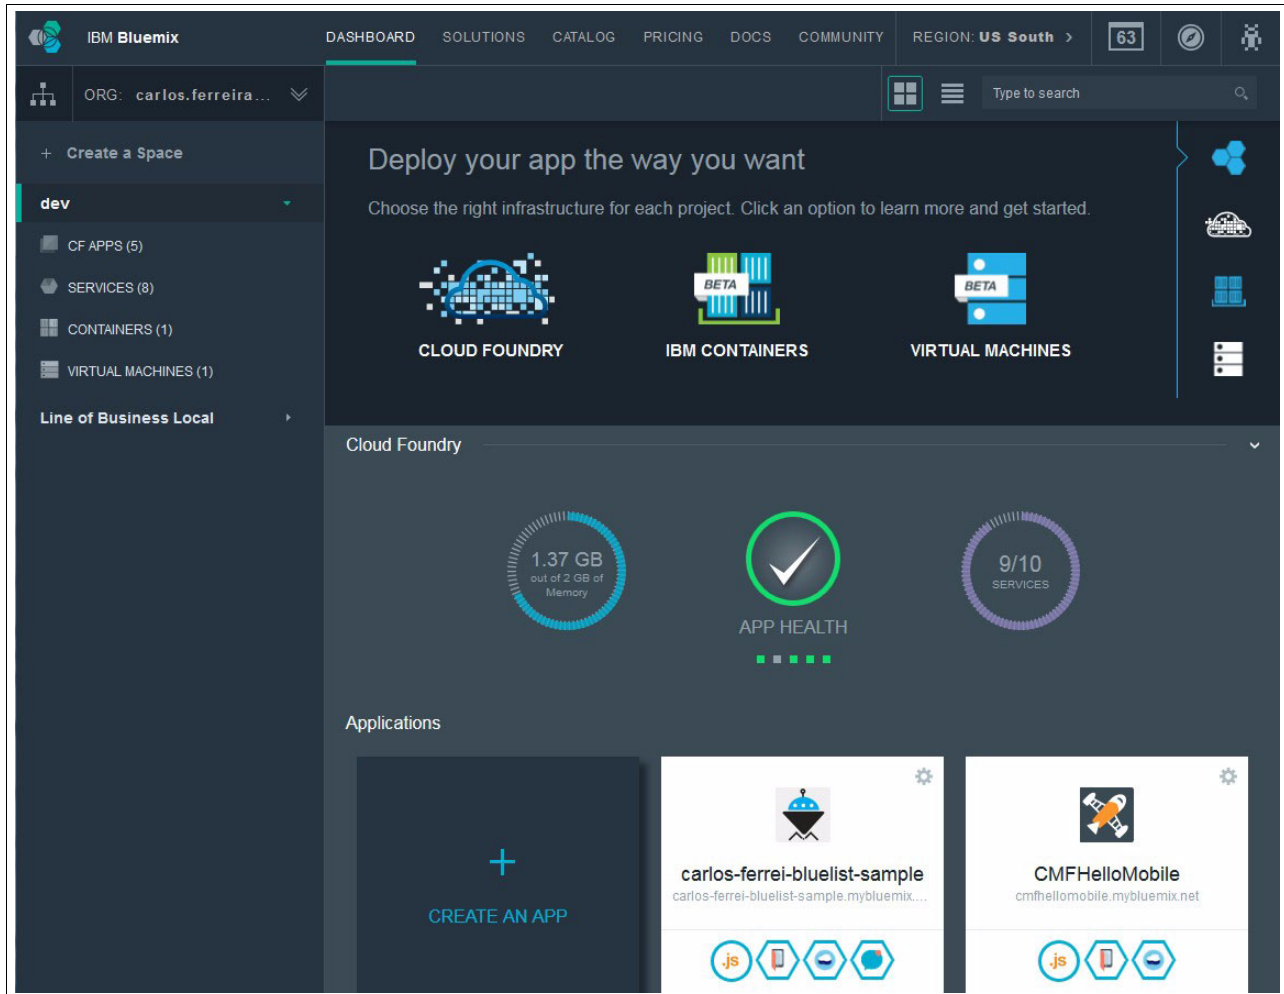 IBM Bluemix
DASHBOARD SOLUTIONS CATALOG PRICING DOCS COMMUNITY REGION: US South > 63
ORG: carlos.ferreira...
Type to search
+ Create a Space
dev
CF APPS (5)
SERVICES (8)
CONTAINERS (1)
VIRTUAL MACHINES (1)
Line of Business Local
Deploy your app the way you want
Choose the right infrastructure for each project. Click an option to learn more and get started.
BETA
BETA
CLOUD FOUNDRY IBM CONTAINERS VIRTUAL MACHINES
Cloud Foundry
1.37 GB
out of 2 GB of
Memory
APP HEALTH
9/10
SERVICES
Applications
+
CREATE AN APP
carlos-ferrei-bluelist-sample
carlos-ferrei-bluelist-sample.mybluemix....
.js
CMFHelloMobile
cmfhellomobile.mybluemix.net
.js